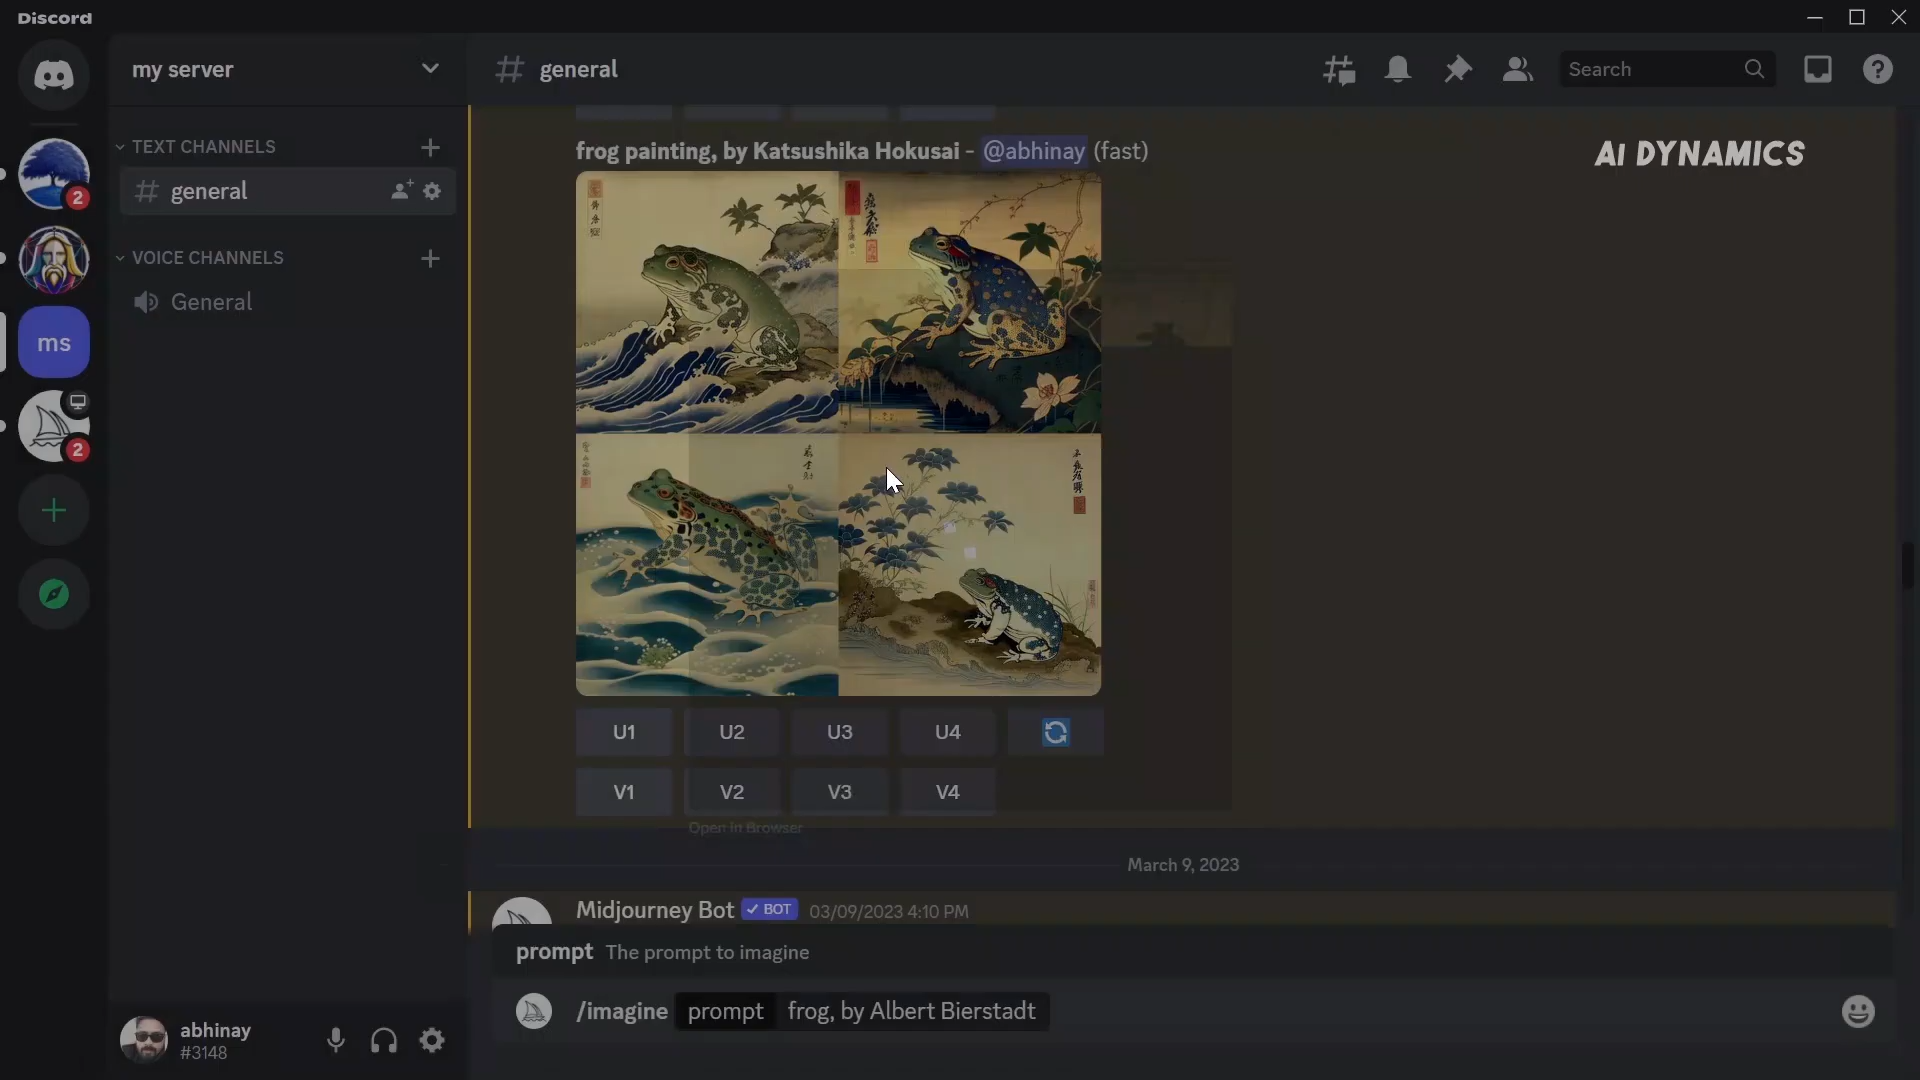 Discord
my server
general
Search
TEXT CHANNELS
general
VOICE CHANNELS
General
ms
2
2
AI DYNAMICS
frog painting, by Katsushika Hokusai - @abhinay (fast)
U1 U2 U3 U4
V1 V2 V3 V4
Open in Browser
March 9, 2023
Midjourney Bot ✓ BOT 03/09/2023 4:10 PM
prompt The prompt to imagine
/imagine prompt frog, by Albert Bierstadt
abhinay
#3148